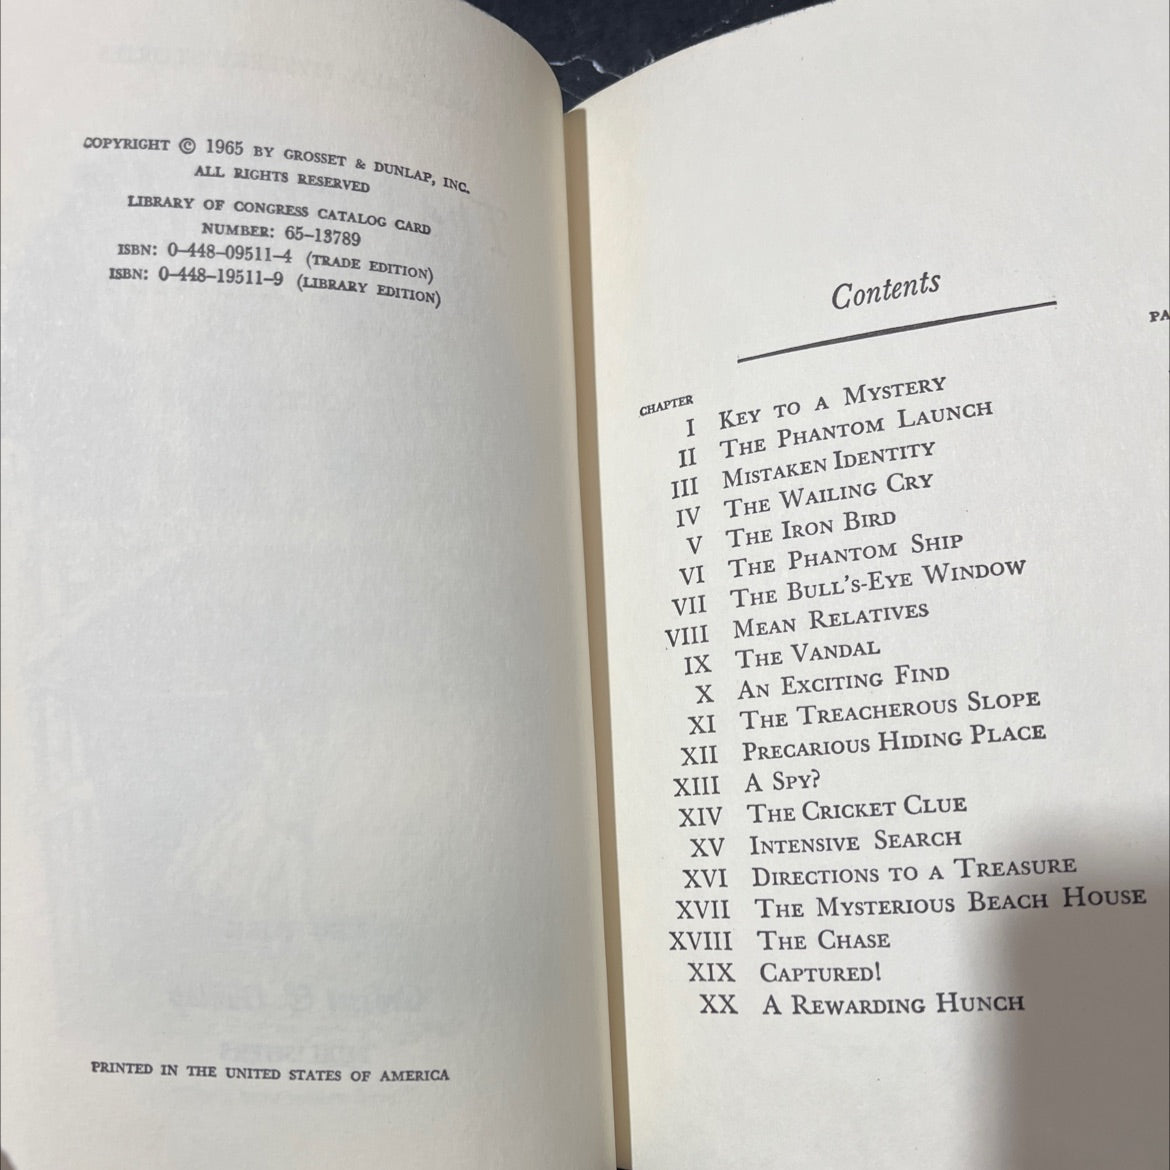 COPYRIGHT © 1965 BY GROSSET & DUNLAP, INC.
ALL RIGHTS RESERVED
LIBRARY OF CONGRESS CATALOG CARD
NUMBER: 65-13789
ISBN: 0-448-09511-4 (TRADE EDITION)
ISBN: 0-448-19511-9 (LIBRARY EDITION)
PRINTED IN THE UNITED STATES OF AMERICA
Contents
CHAPTER PA
I KEY TO A MYSTERY
II THE PHANTOM LAUNCH
III MISTAKEN IDENTITY
IV THE WAILING CRY
V THE IRON BIRD
VI THE PHANTOM SHIP
VII THE BULL'S-EYE WINDOW
VIII MEAN RELATIVES
IX THE VANDAL
X AN EXCITING FIND
XI THE TREACHEROUS SLOPE
XII PRECARIOUS HIDING PLACE
XIII A SPY?
XIV THE CRICKET CLUE
XV INTENSIVE SEARCH
XVI DIRECTIONS TO A TREASURE
XVII THE MYSTERIOUS BEACH HOUSE
XVIII THE CHASE
XIX CAPTURED!
XX A REWARDING HUNCH